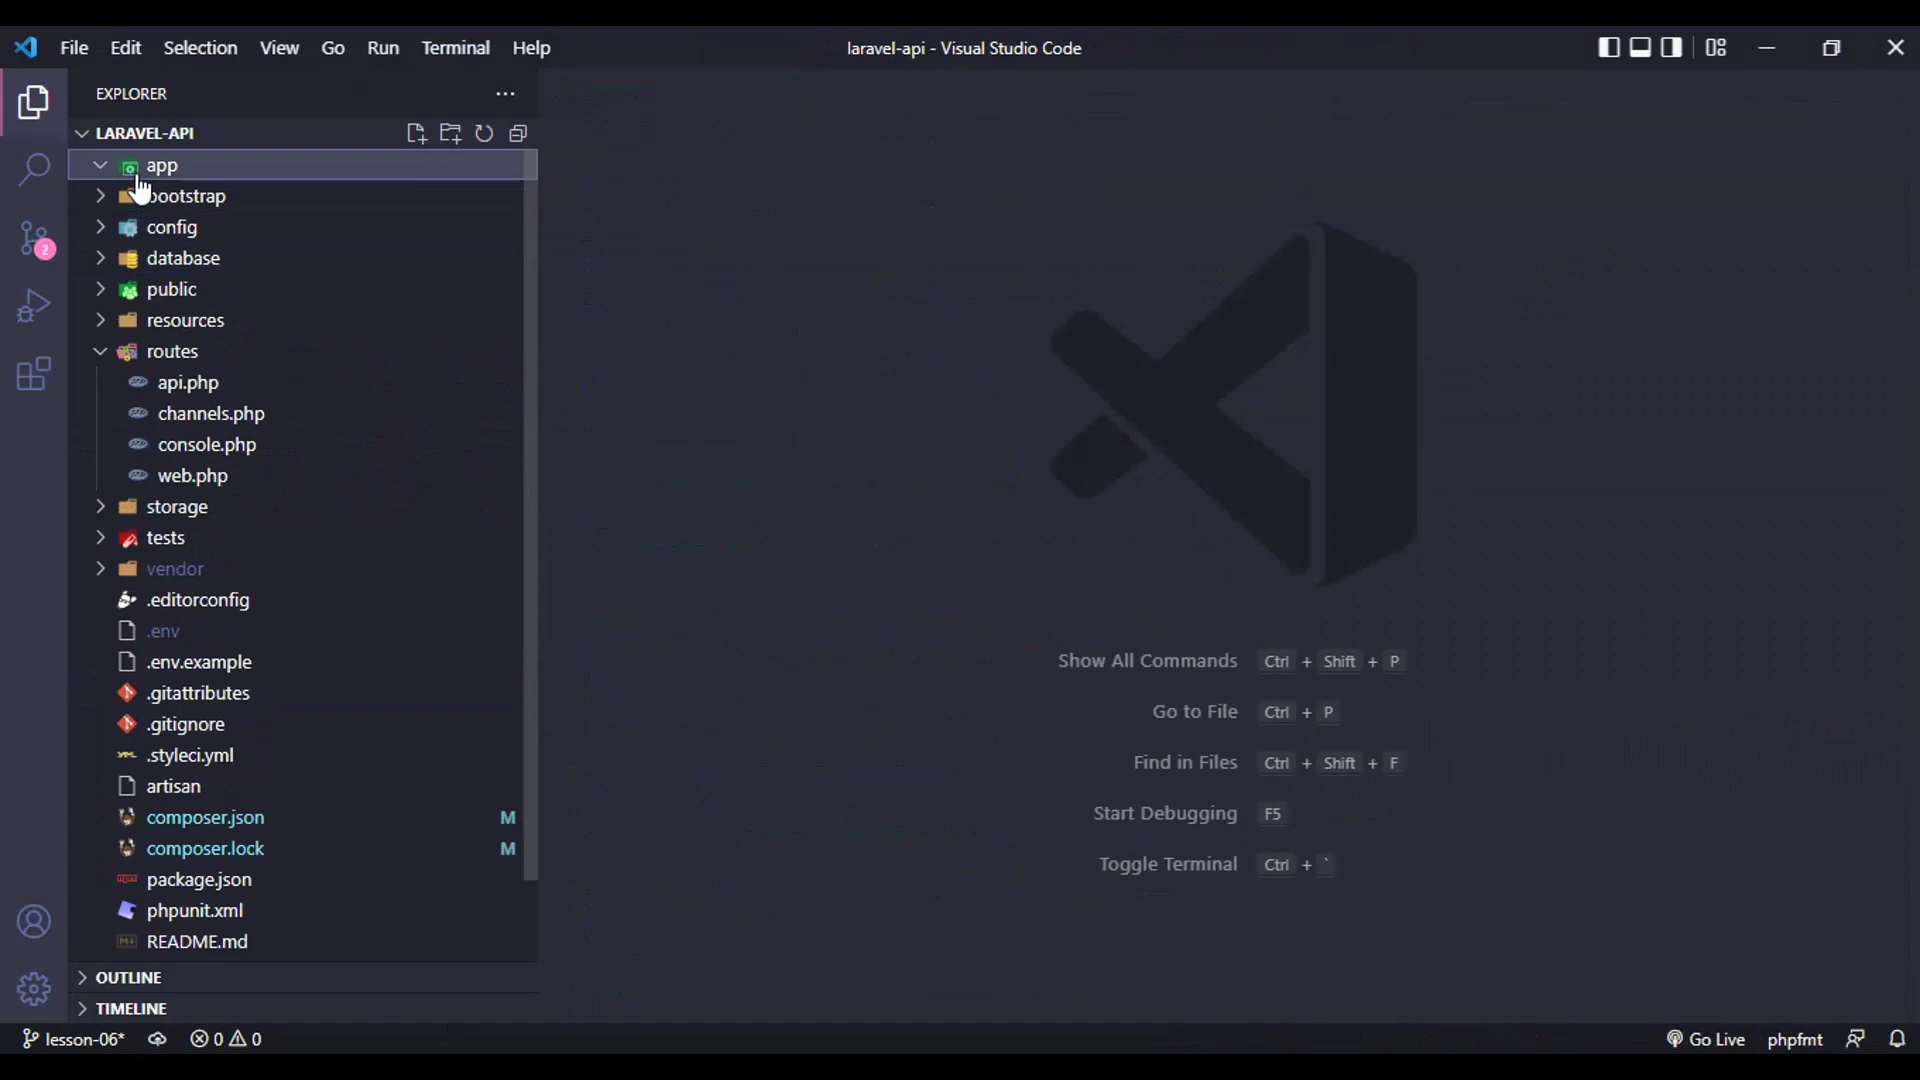 File Edit Selection View Go Run Terminal Help
laravel-api - Visual Studio Code
EXPLORER
LARAVEL-API
app
bootstrap
config
database
public
resources
routes
api.php
channels.php
console.php
web.php
storage
tests
vendor
.editorconfig
.env
.env.example
.gitattributes
.gitignore
.styleci.yml
artisan
composer.json M
composer.lock M
package.json
phpunit.xml
README.md
OUTLINE
TIMELINE
2
Show All Commands Ctrl + Shift + P
Go to File Ctrl + P
Find in Files Ctrl + Shift + F
Start Debugging F5
Toggle Terminal Ctrl + `
lesson-06* 0 0 Go Live phpfmt